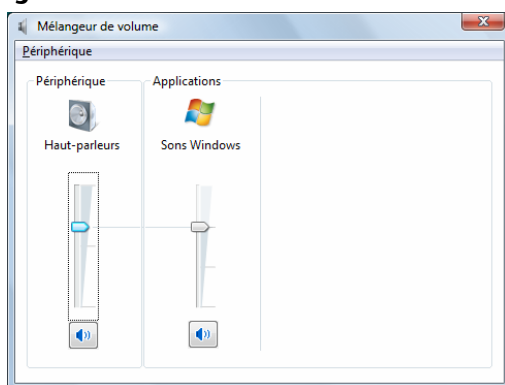 Mélangeur de volume
Périphérique
Périphérique
Applications
Haut-parleurs
Sons Windows